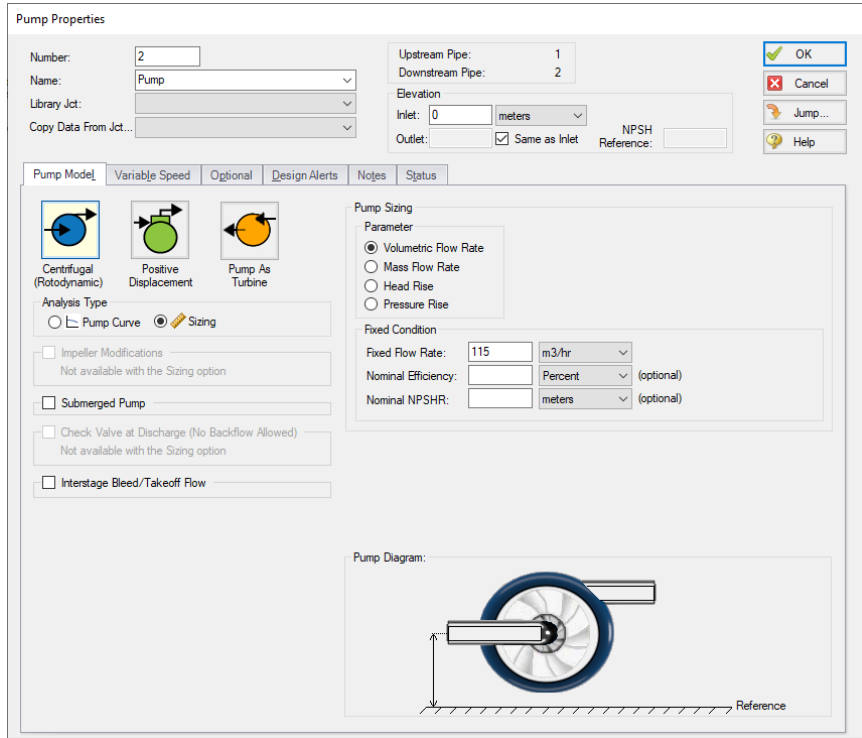 Pump Properties
Number: 2
Name: Pump
Library Jct:
Copy Data From Jct...
Upstream Pipe: 1
Downstream Pipe: 2
Elevation
Inlet: 0 meters
Outlet: Same as Inlet
NPSH
Reference:
OK
Cancel
Jump...
Help
Pump Model
Variable Speed
Optional
Design Alerts
Notes
Status
Centrifugal
(Rotodynamic)
Positive
Displacement
Pump As
Turbine
Analysis Type
Pump Curve
Sizing
Impeller Modifications
Not available with the Sizing option
Submerged Pump
Check Valve at Discharge (No Backflow Allowed)
Not available with the Sizing option
Interstage Bleed/Takeoff Flow
Pump Sizing
Parameter
Volumetric Flow Rate
Mass Flow Rate
Head Rise
Pressure Rise
Fixed Condition
Fixed Flow Rate: 115 m3/hr
Nominal Efficiency: Percent (optional)
Nominal NPSHR: meters (optional)
Pump Diagram:
Reference